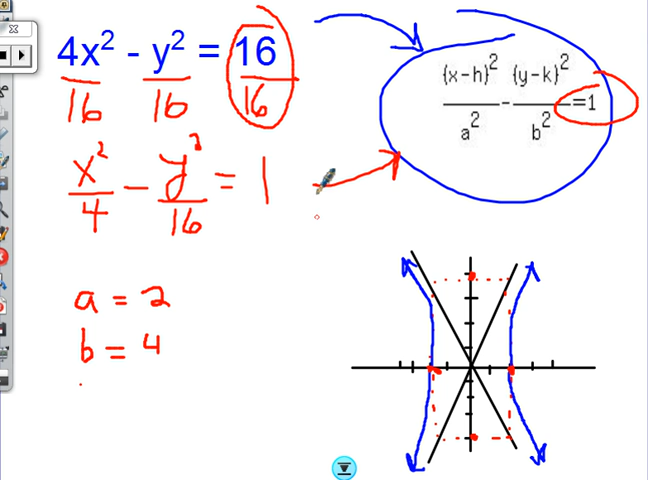 4x² - y² = 16
16 16 16
x²/4 - y²/16 = 1
a = 2
b = 4
(x-h)²/a² - (y-k)²/b² = 1